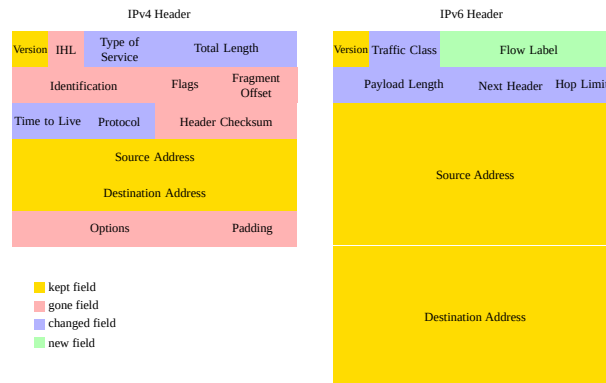 IPv4 Header
Version IHL Type of Service Total Length
Identification Flags Fragment Offset
Time to Live Protocol Header Checksum
Source Address
Destination Address
Options Padding
kept field
gone field
changed field
new field
IPv6 Header
Version Traffic Class Flow Label
Payload Length Next Header Hop Limit
Source Address
Destination Address